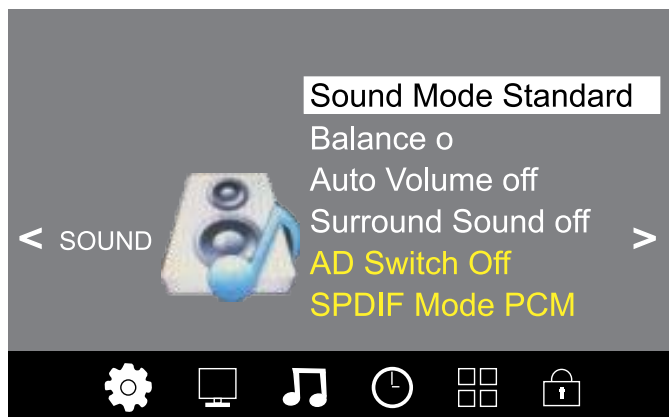 Sound Mode Standard
Balance o
Auto Volume off
Surround Sound off
< SOUND >
AD Switch Off
SPDIF Mode PCM